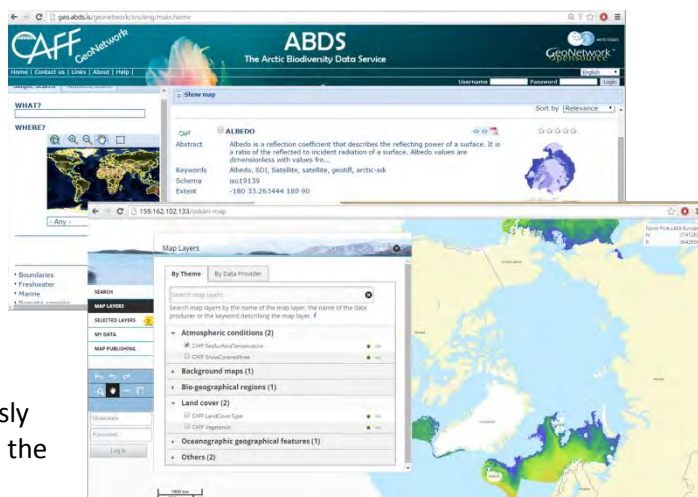 geo.abds.is/geonetwork/srv/eng/main.home
CAFF GeoNetwork
ABDS
The Arctic Biodiversity Data Service
GeoNetwork
opensource
Home | Contact us | Links | About | Help |
Username
Password
Login
English
WHAT?
WHERE?
- Any -
Boundaries
Freshwater
Marine
Show map
Sort by Relevance
CAFF
ALBEDO
Abstract
Albedo is a reflection coefficient that describes the reflecting power of a surface. It is
a ratio of the reflected to incident radiation of a surface. Albedo values are
dimensionless with values fro...
Keywords
Albedo, SDI, Satellite, satellite, geotiff, arctic-sdi
Schema
iso19139
Extent
-180 33.263444 180 90
159.162.102.133/oskari-map
SEARCH
MAP LAYERS
SELECTED LAYERS
MY DATA
MAP PUBLISHING
Username
Password
Log in
Map Layers
By Theme
By Data Provider
Search map layers
Search map layers by the name of the map layer, the name of the data
producer or the keyword describing the map layer.
Atmospheric conditions (2)
CAFF SeaSurfaceTemperature
CAFF SnowCoveredArea
Background maps (1)
Bio-geographical regions (1)
Land cover (2)
CAFF LandCoverType
CAFF Vegetation
Oceanographic geographical features (1)
Others (2)
North Pole LAEA Europe
N:
E:
1000 km
sly
the